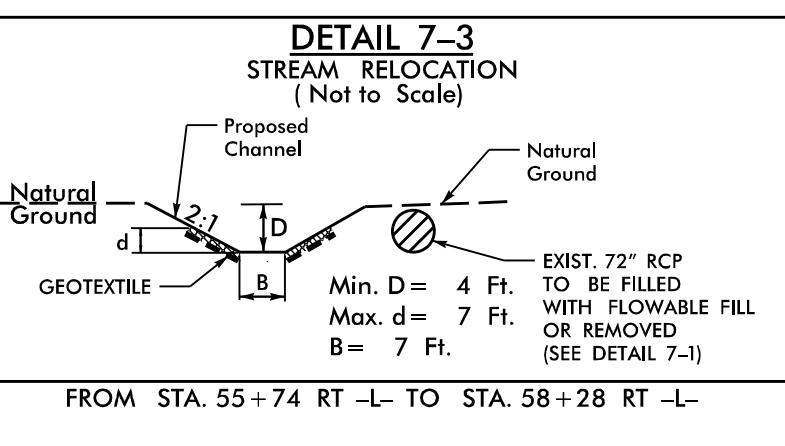 DETAIL 7–3
STREAM RELOCATION
( Not to Scale)
Proposed
Channel
Natural
Ground
Natural
Ground
2:1
D
d
B
GEOTEXTILE
Min. D= 4 Ft.
Max. d= 7 Ft.
B= 7 Ft.
EXIST. 72" RCP
TO BE FILLED
WITH FLOWABLE FILL
OR REMOVED
(SEE DETAIL 7–1)
FROM STA. 55+74 RT –L– TO STA. 58+28 RT –L–